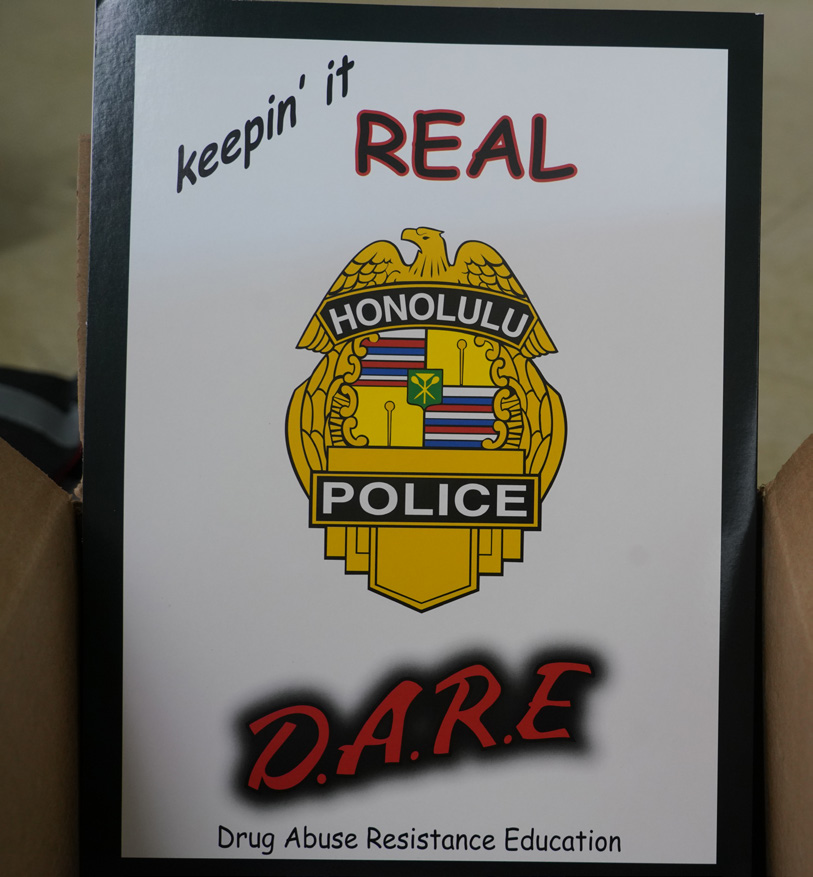 keepin' it
REAL
HONOLULU
POLICE
D.A.R.E
Drug Abuse Resistance Education